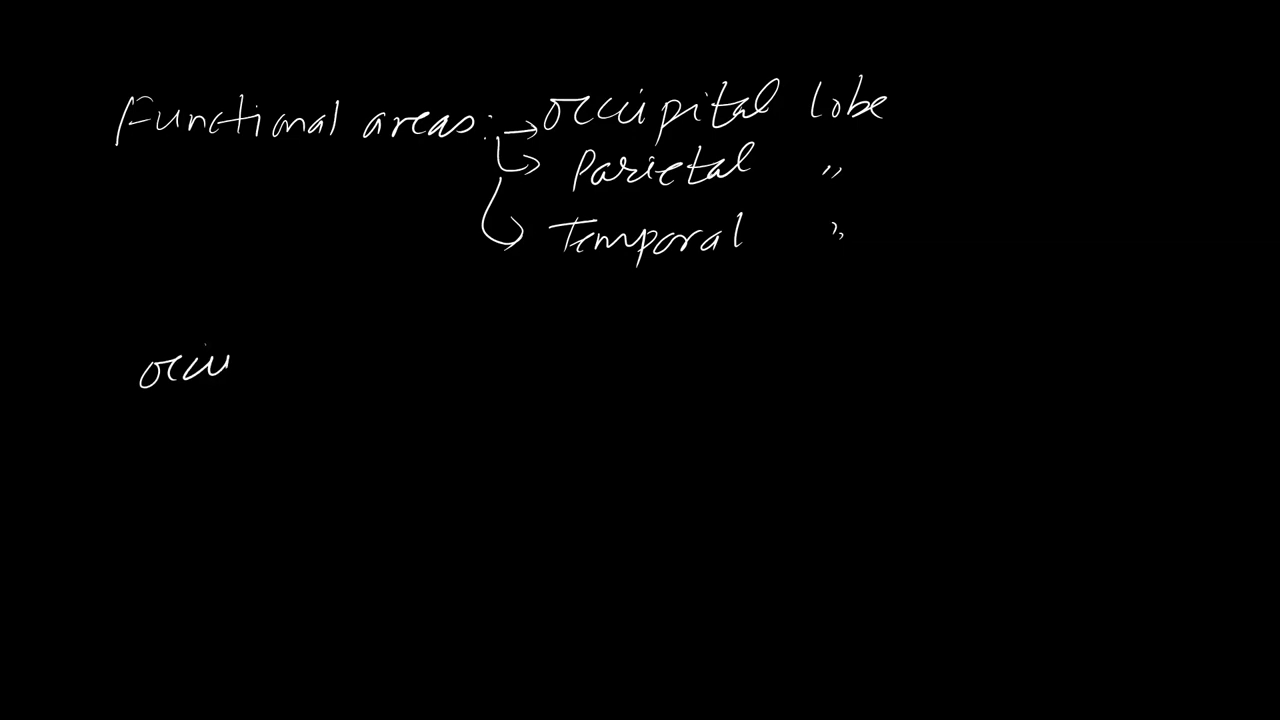 Functional areas: → occipital lobe
→ Parietal "
→ Temporal "
occi